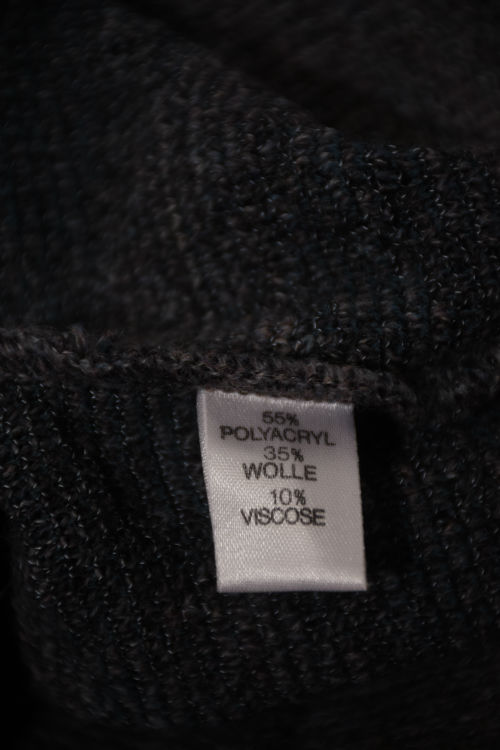 55%
POLYACRYL
35%
WOLLE
10%
VISCOSE